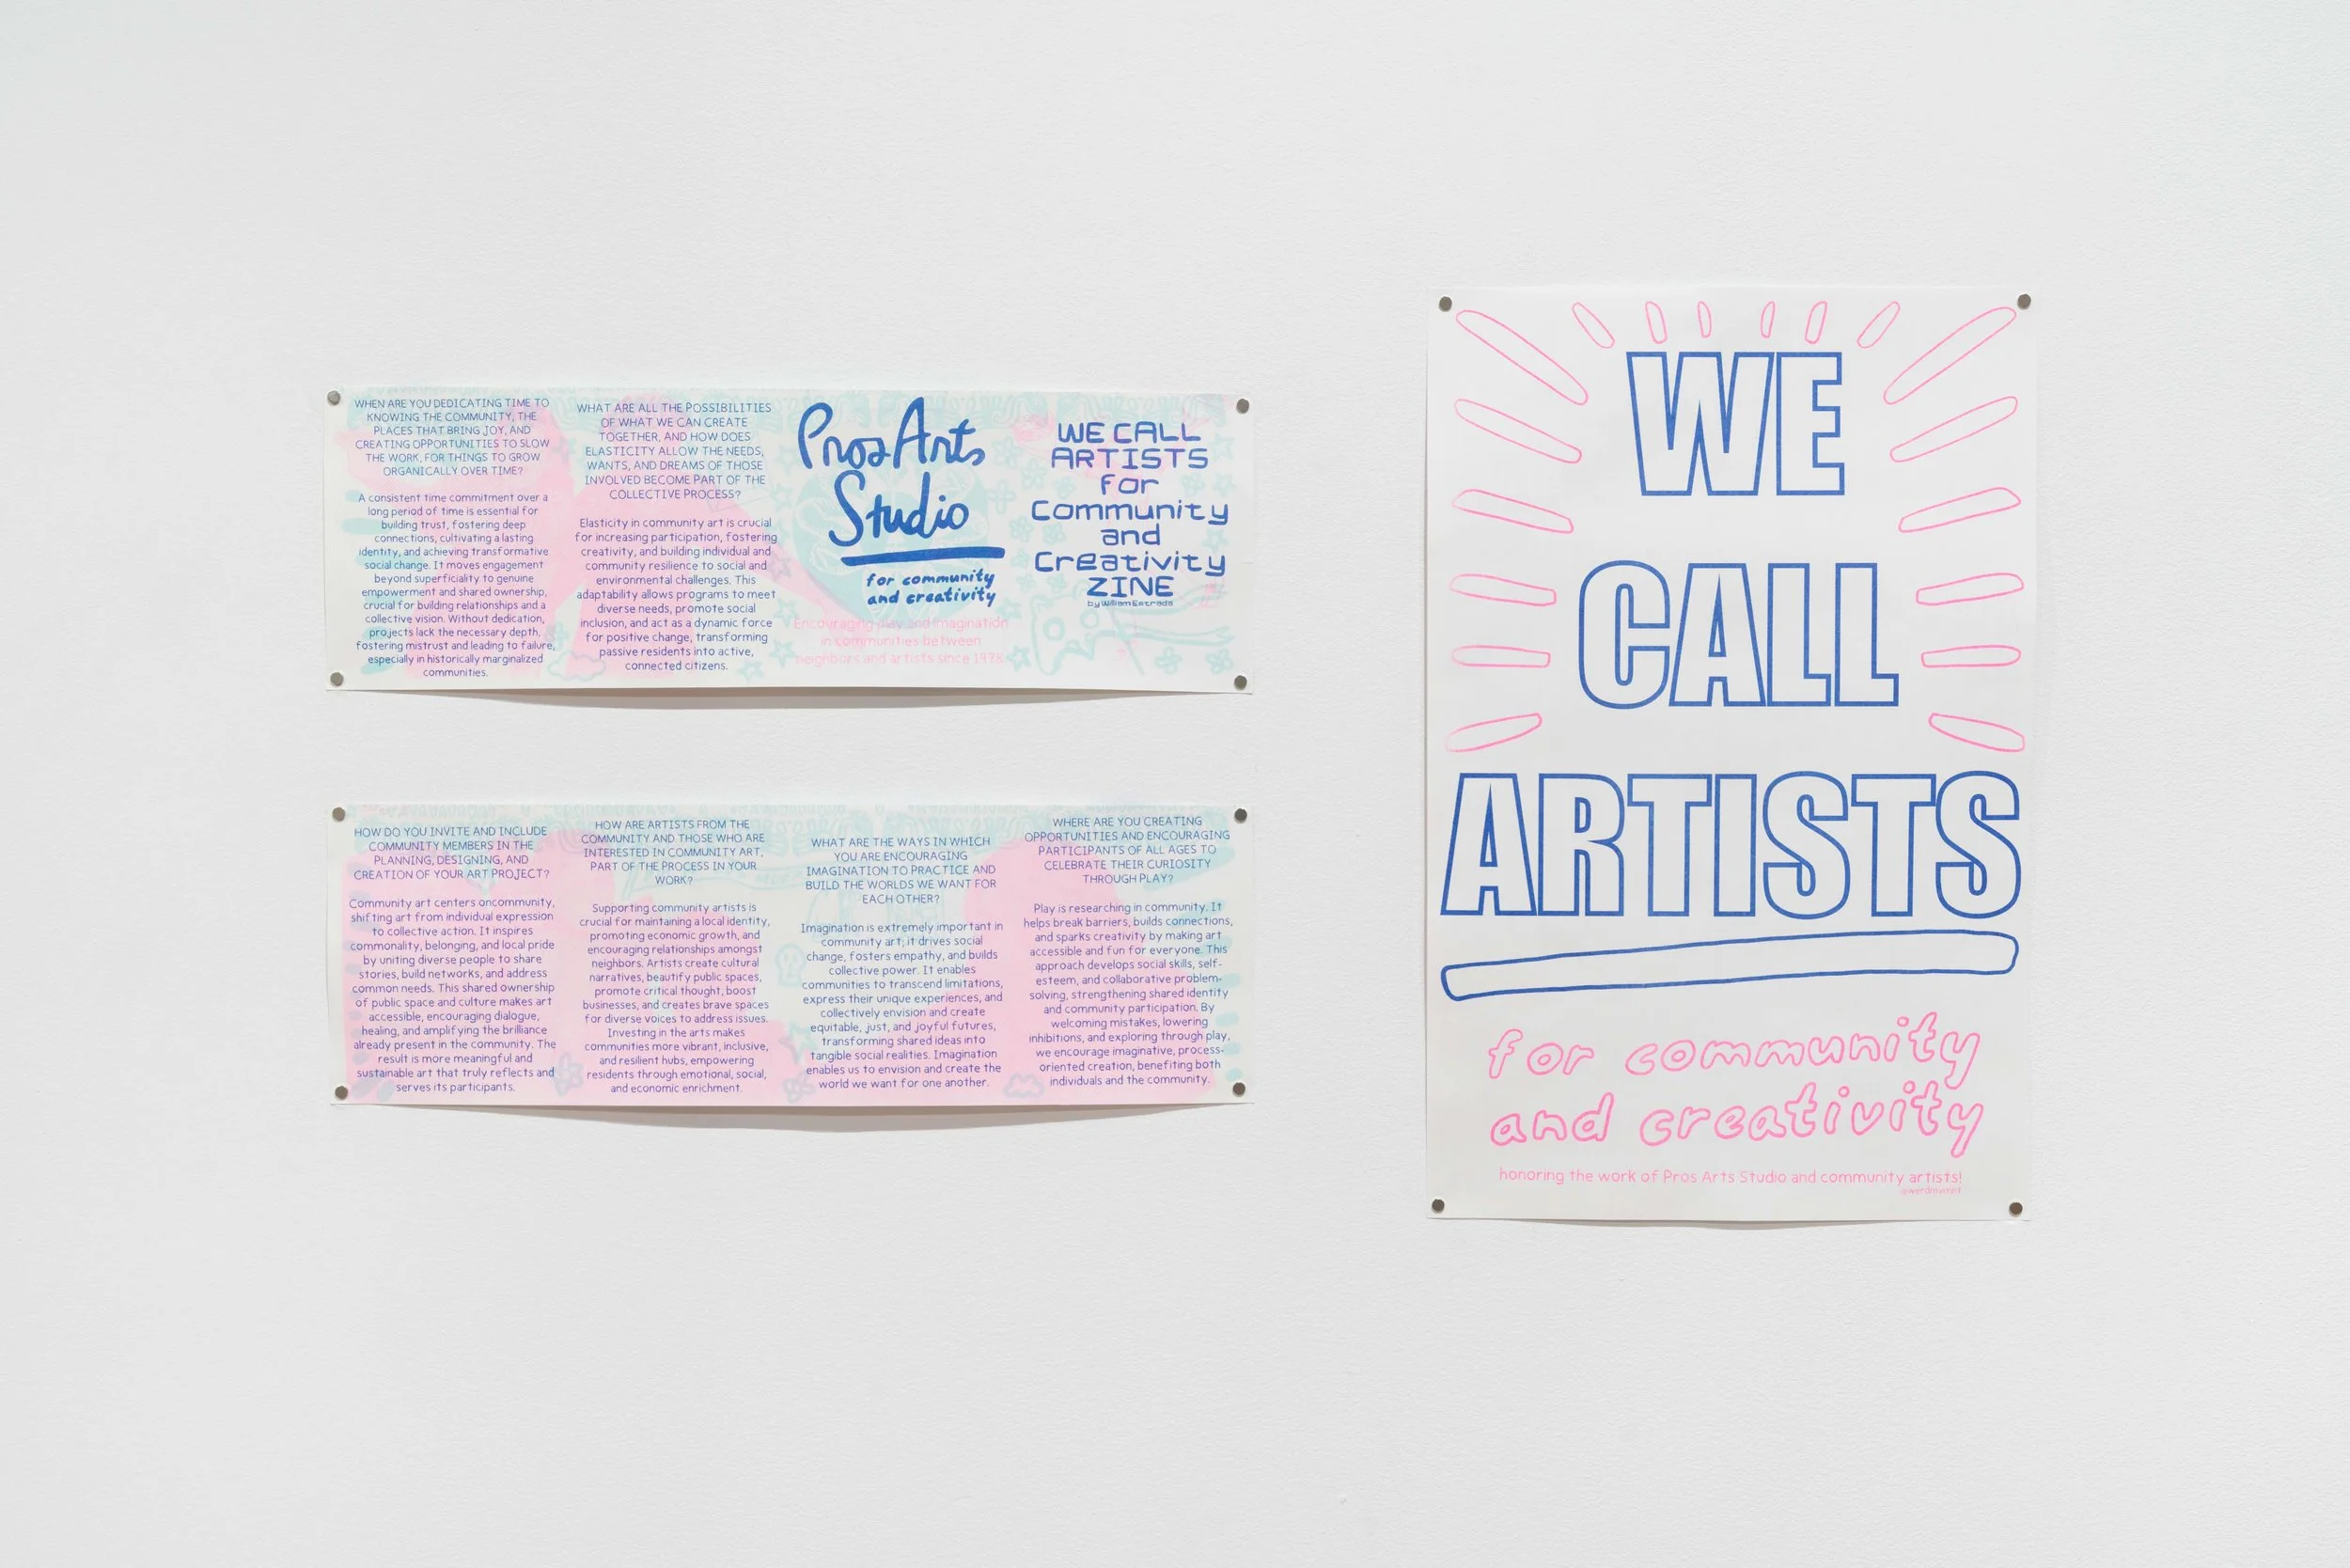 WHEN ARE YOU DEDICATING TIME TO
KNOWING THE COMMUNITY, THE
PLACES THAT BRING JOY, AND
CREATING OPPORTUNITIES TO SLOW
THE WORK, FOR THINGS TO GROW
ORGANICALLY OVER TIME?
A consistent time commitment over a
long period of time is essential for
building trust, fostering deep
connections, cultivating a lasting
identity, and achieving transformative
social change. It moves engagement
beyond superficiality to genuine
empowerment and shared ownership,
crucial for building relationships and a
collective vision. Without dedication,
projects lack the necessary depth,
fostering mistrust and leading to failure,
especially in historically marginalized
communities.
WHAT ARE ALL THE POSSIBILITIES
OF WHAT WE CAN CREATE
TOGETHER, AND HOW DOES
ELASTICITY ALLOW THE NEEDS,
WANTS, AND DREAMS OF THOSE
INVOLVED BECOME PART OF THE
COLLECTIVE PROCESS?
Elasticity in community art is crucial
for increasing participation, fostering
creativity, and building individual and
community resilience to social and
environmental challenges. This
adaptability allows programs to meet
diverse needs, promote social
inclusion, and act as a dynamic force
for positive change, transforming
passive residents into active,
connected citizens.
Pros Arts
Studio
for community
and creativity
Encouraging play and imagination
in communities between
neighbors and artists since 1978
WE CALL
ARTISTS
for
Community
and
Creativity
ZINE
by William Estrada
HOW DO YOU INVITE AND INCLUDE
COMMUNITY MEMBERS IN THE
PLANNING, DESIGNING, AND
CREATION OF YOUR ART PROJECT?
Community art centers oncommunity,
shifting art from individual expression
to collective action. It inspires
commonality, belonging, and local pride
by uniting diverse people to share
stories, build networks, and address
common needs. This shared ownership
of public space and culture makes art
accessible, encouraging dialogue,
healing, and amplifying the brilliance
already present in the community. The
result is more meaningful and
sustainable art that truly reflects and
serves its participants.
HOW ARE ARTISTS FROM THE
COMMUNITY AND THOSE WHO ARE
INTERESTED IN COMMUNITY ART,
PART OF THE PROCESS IN YOUR
WORK?
Supporting community artists is
crucial for maintaining a local identity,
promoting economic growth, and
encouraging relationships amongst
neighbors. Artists create cultural
narratives, beautify public spaces,
promote critical thought, boost
businesses, and creates brave spaces
for diverse voices to address issues.
Investing in the arts makes
communities more vibrant, inclusive,
and resilient hubs, empowering
residents through emotional, social,
and economic enrichment.
WHAT ARE THE WAYS IN WHICH
YOU ARE ENCOURAGING
IMAGINATION TO PRACTICE AND
BUILD THE WORLDS WE WANT FOR
EACH OTHER?
Imagination is extremely important in
community art; it drives social
change, fosters empathy, and builds
collective power. It enables
communities to transcend limitations,
express their unique experiences, and
collectively envision and create
equitable, just, and joyful futures,
transforming shared ideas into
tangible social realities. Imagination
enables us to envision and create the
world we want for one another.
WHERE ARE YOU CREATING
OPPORTUNITIES AND ENCOURAGING
PARTICIPANTS OF ALL AGES TO
CELEBRATE THEIR CURIOSITY
THROUGH PLAY?
Play is researching in community. It
helps break barriers, builds connections,
and sparks creativity by making art
accessible and fun for everyone. This
approach develops social skills, self-
esteem, and collaborative problem-
solving, strengthening shared identity
and community participation. By
welcoming mistakes, lowering
inhibitions, and exploring through play,
we encourage imaginative, process-
oriented creation, benefiting both
individuals and the community.
WE
CALL
ARTISTS
for community
and creativity
honoring the work of Pros Arts Studio and community artists!